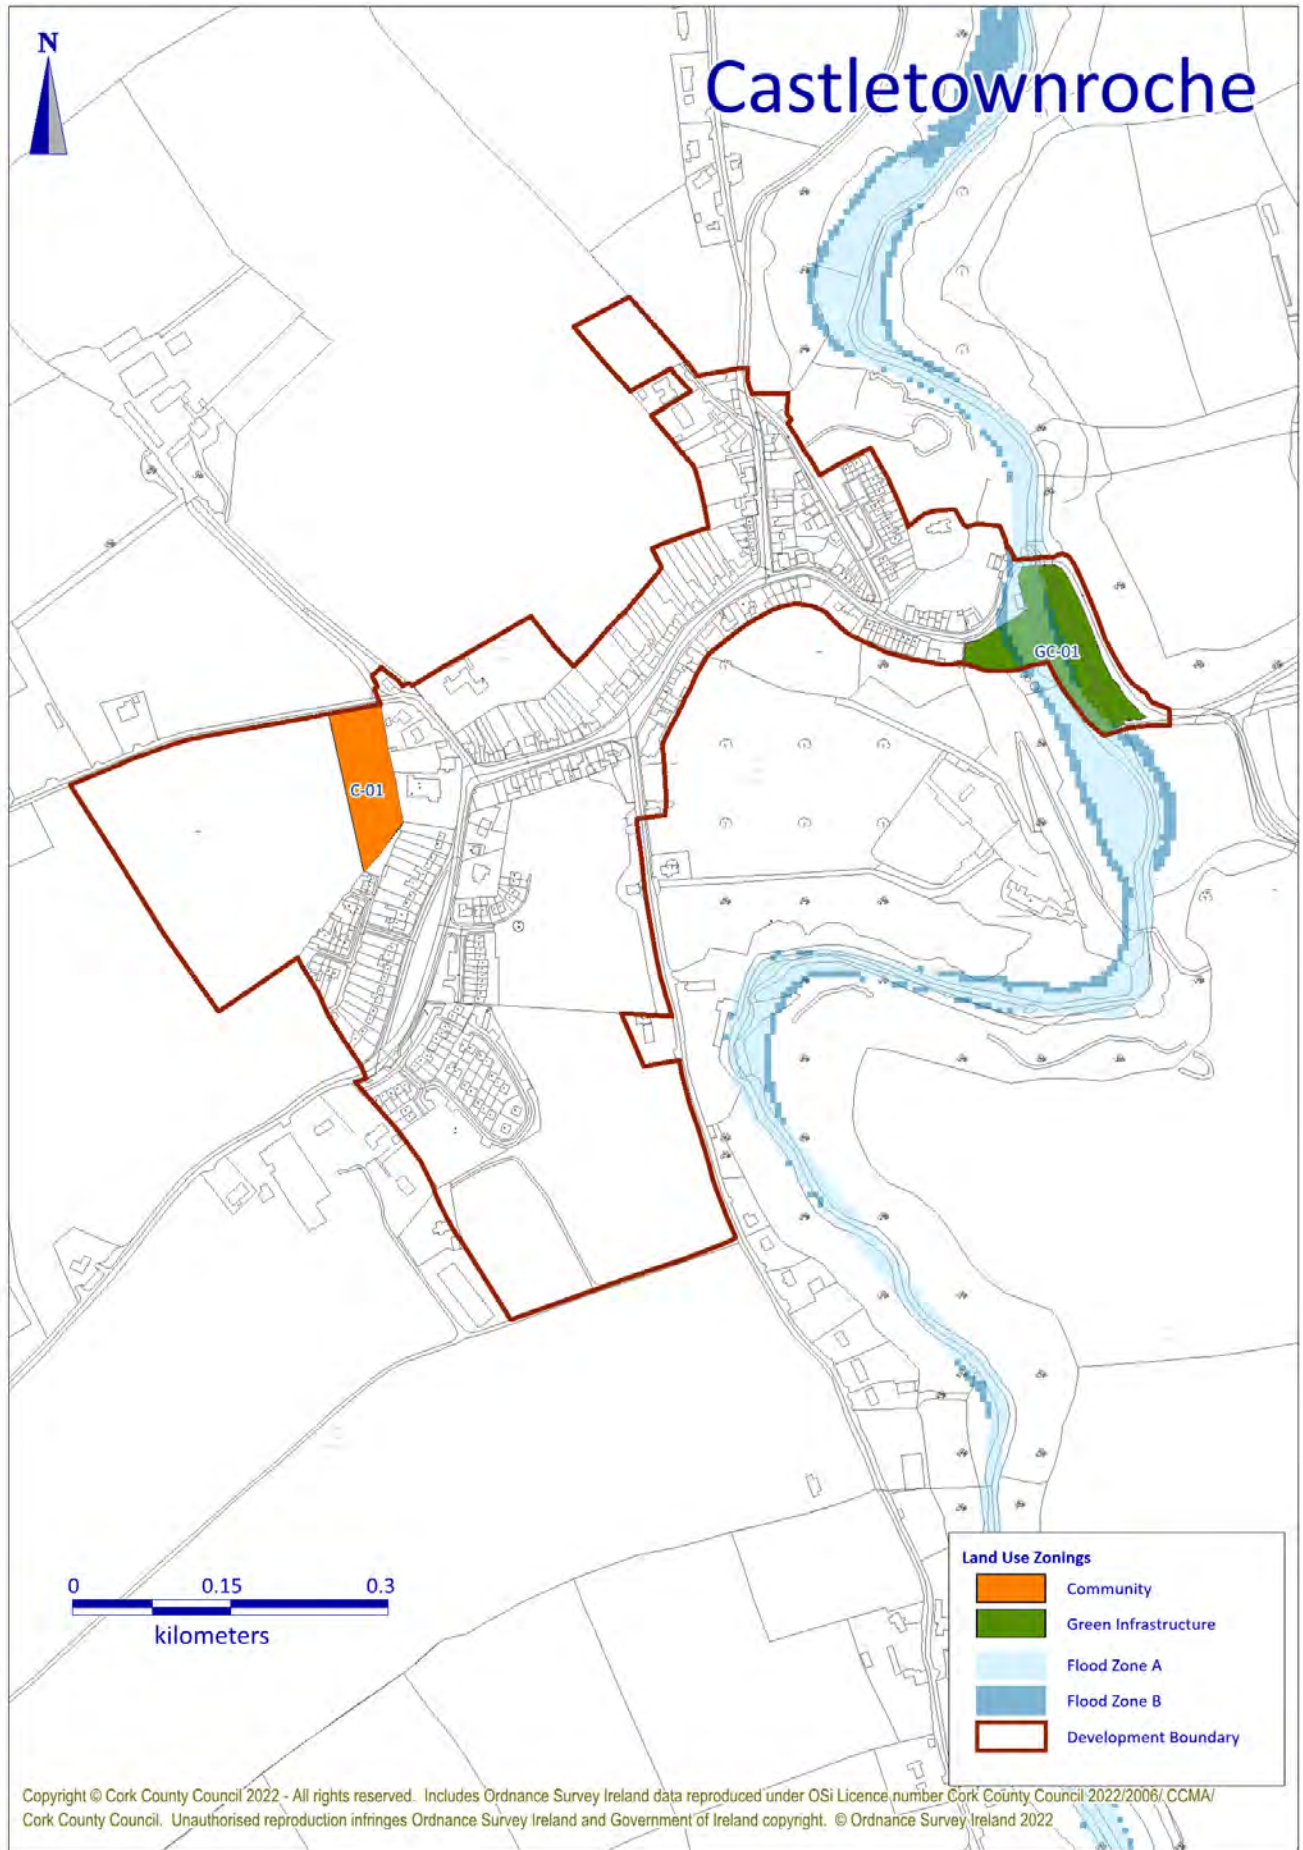 N
Castletownroche
GC-01
C-01
0 0.15 0.3
kilometers
Land Use Zonings
Community
Green Infrastructure
Flood Zone A
Flood Zone B
Development Boundary
Copyright © Cork County Council 2022 - All rights reserved. Includes Ordnance Survey Ireland data reproduced under OSi Licence number Cork County Council 2022/2006/ CCMA/
Cork County Council. Unauthorised reproduction infringes Ordnance Survey Ireland and Government of Ireland copyright. © Ordnance Survey Ireland 2022